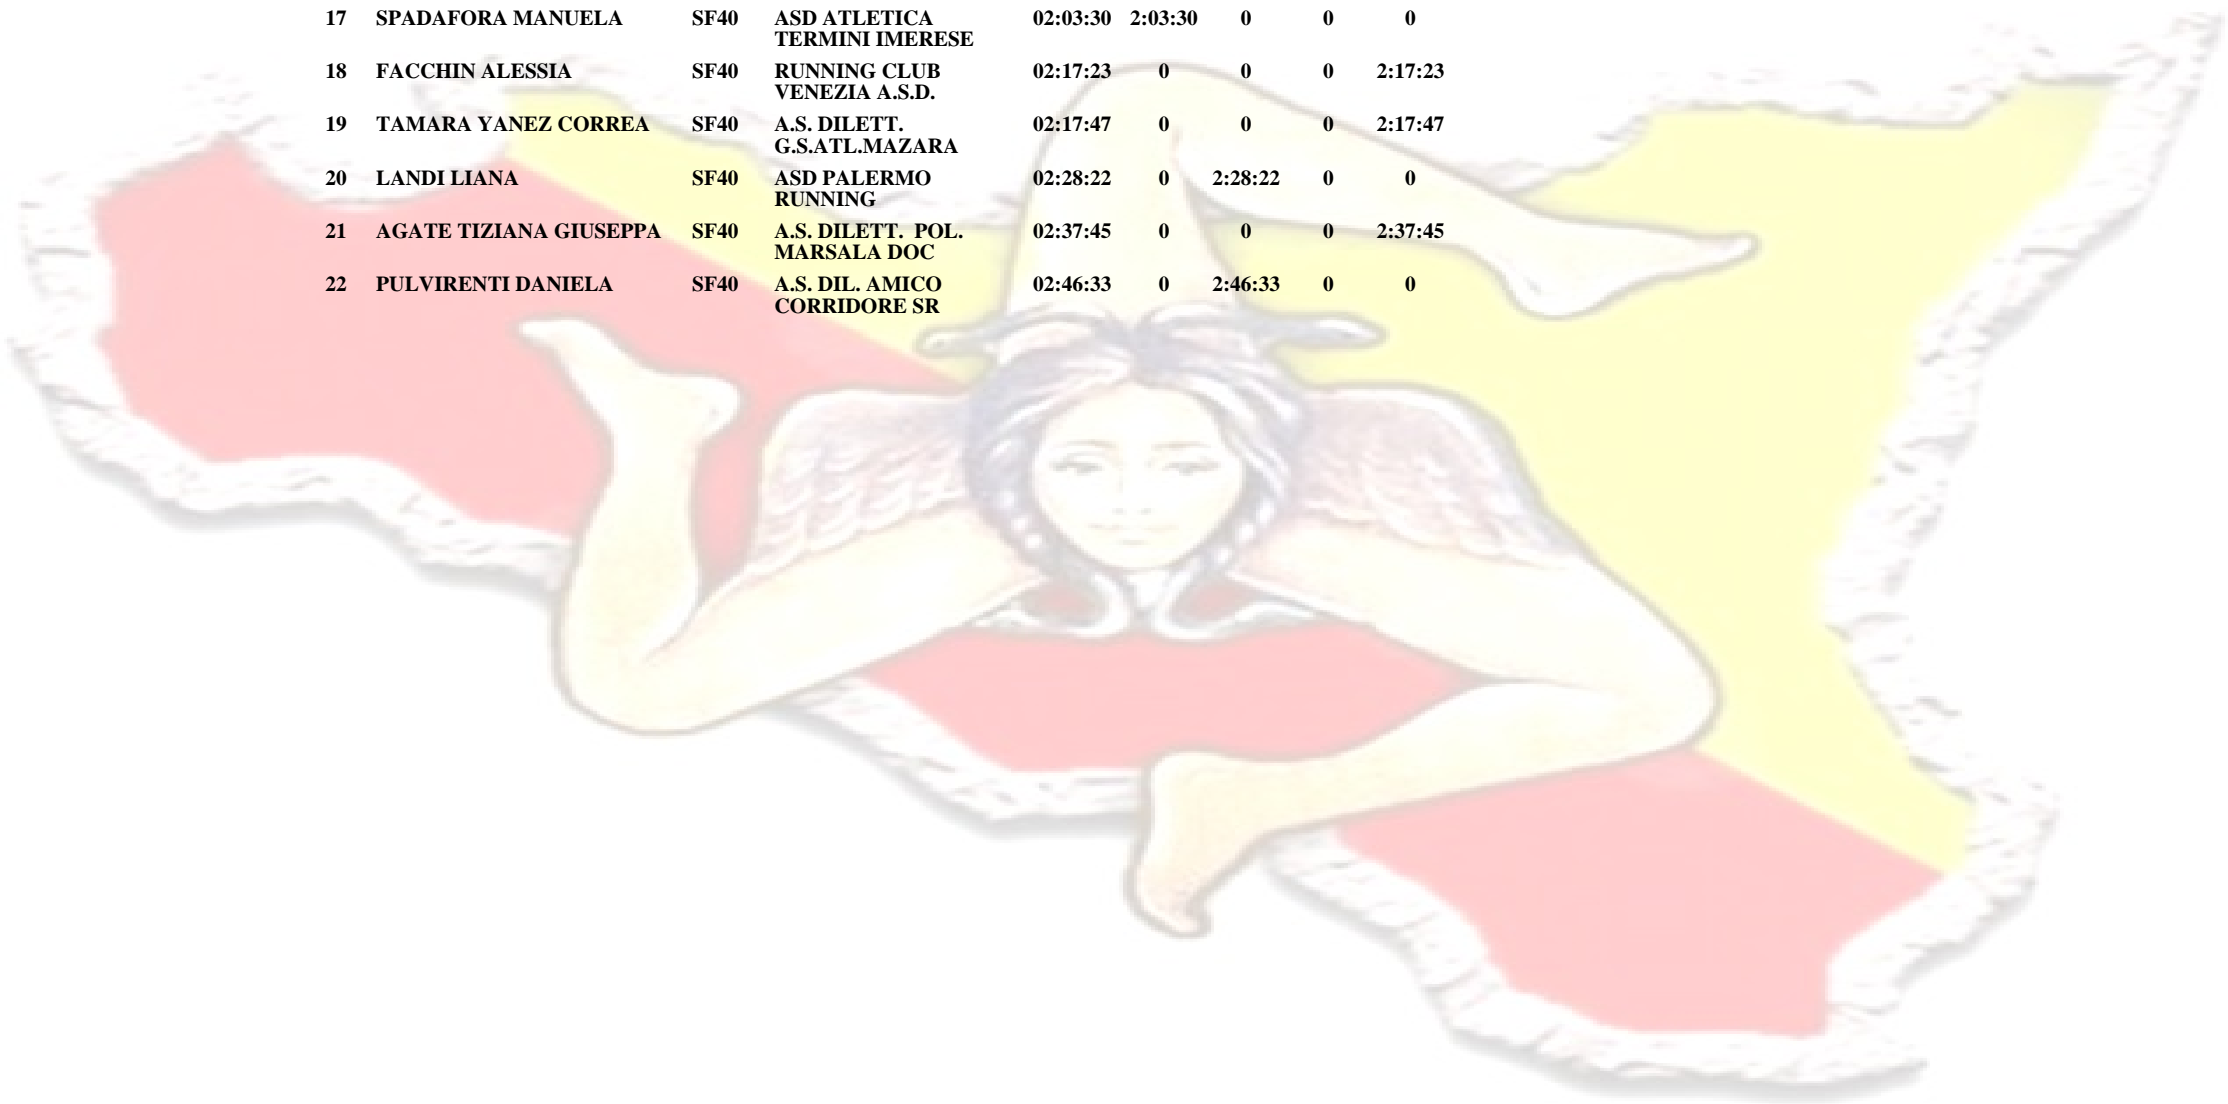 17 SPADAFORA MANUELA SF40 ASD ATLETICA 02:03:30 2:03:30 0 0 0
TERMINI IMERESE
18 FACCHIN ALESSIA SF40 RUNNING CLUB 02:17:23 0 0 0 2:17:23
VENEZIA A.S.D.
19 TAMARA YANEZ CORREA SF40 A.S. DILETT. 02:17:47 0 0 0 2:17:47
G.S.ATL.MAZARA
20 LANDI LIANA SF40 ASD PALERMO 02:28:22 0 2:28:22 0 0
RUNNING
21 AGATE TIZIANA GIUSEPPA SF40 A.S. DILETT. POL. 02:37:45 0 0 0 2:37:45
MARSALA DOC
22 PULVIRENTI DANIELA SF40 A.S. DIL. AMICO 02:46:33 0 2:46:33 0 0
CORRIDORE SR